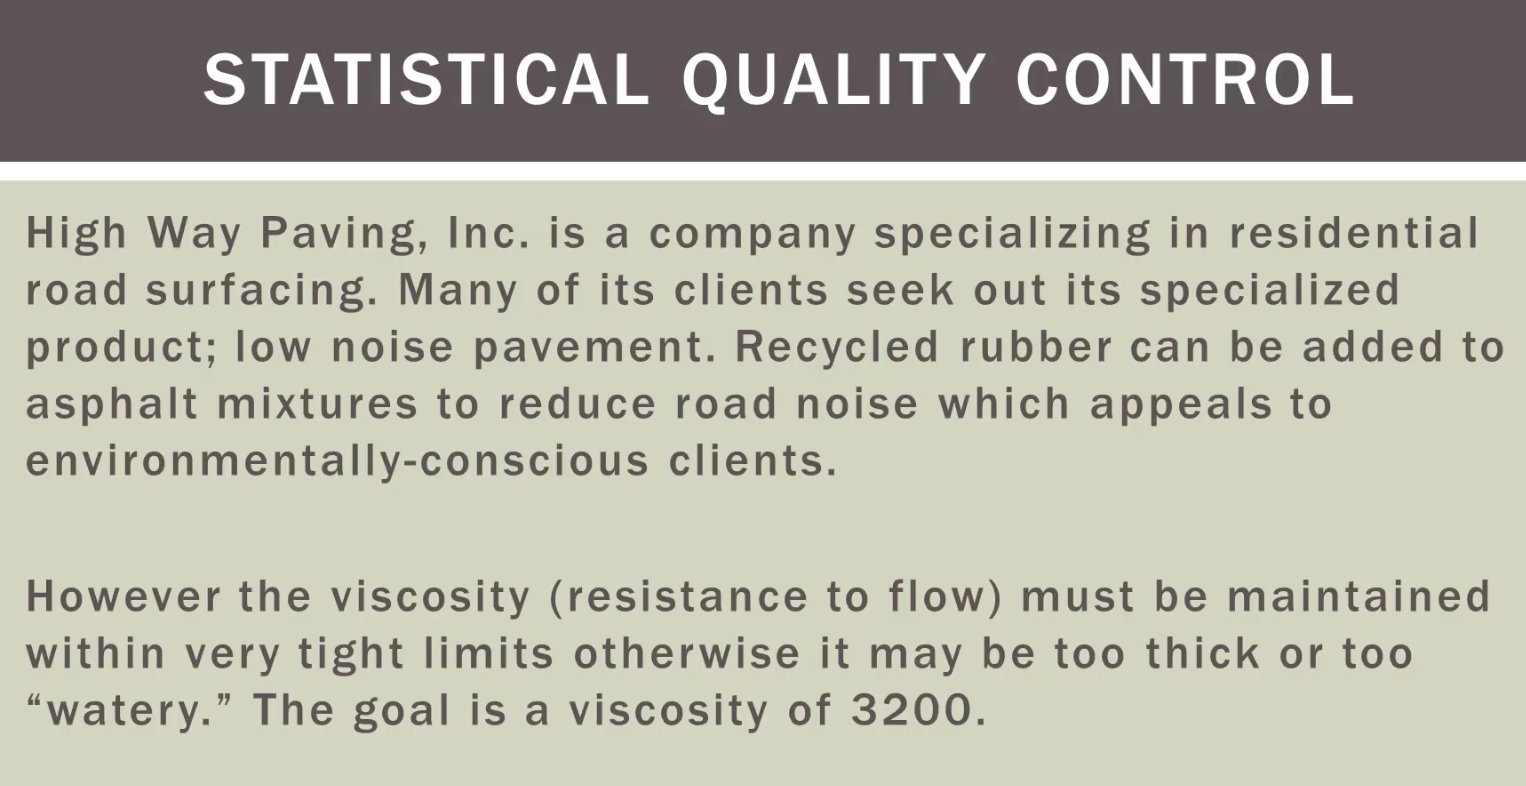 STATISTICAL QUALITY CONTROL
High Way Paving, Inc. is a company specializing in residential
road surfacing. Many of its clients seek out its specialized
product; low noise pavement. Recycled rubber can be added to
asphalt mixtures to reduce road noise which appeals to
environmentally-conscious clients.
However the viscosity (resistance to flow) must be maintained
within very tight limits otherwise it may be too thick or too
“watery.” The goal is a viscosity of 3200.